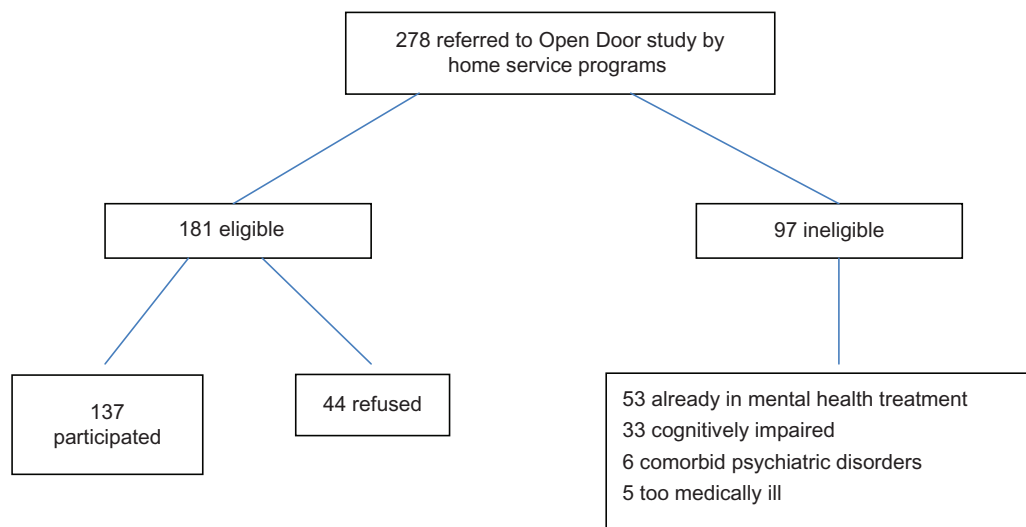 278 referred to Open Door study by
home service programs
181 eligible
97 ineligible
137
participated
44 refused
53 already in mental health treatment
33 cognitively impaired
6 comorbid psychiatric disorders
5 too medically ill